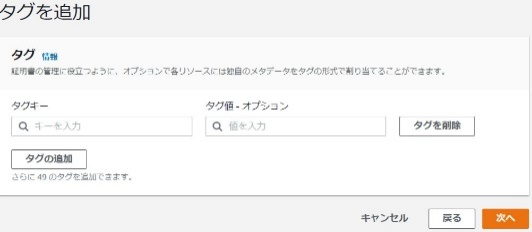 タグを追加
タグ 情報
証明書の管理に役立つように、オプションで各リソースには独自のメタデータをタグの形式で割り当てることができます。
タグキー タグ値 - オプション
キーを入力 値を入力 タグを削除
タグの追加
さらに 49 のタグを追加できます。
キャンセル 戻る 次へ